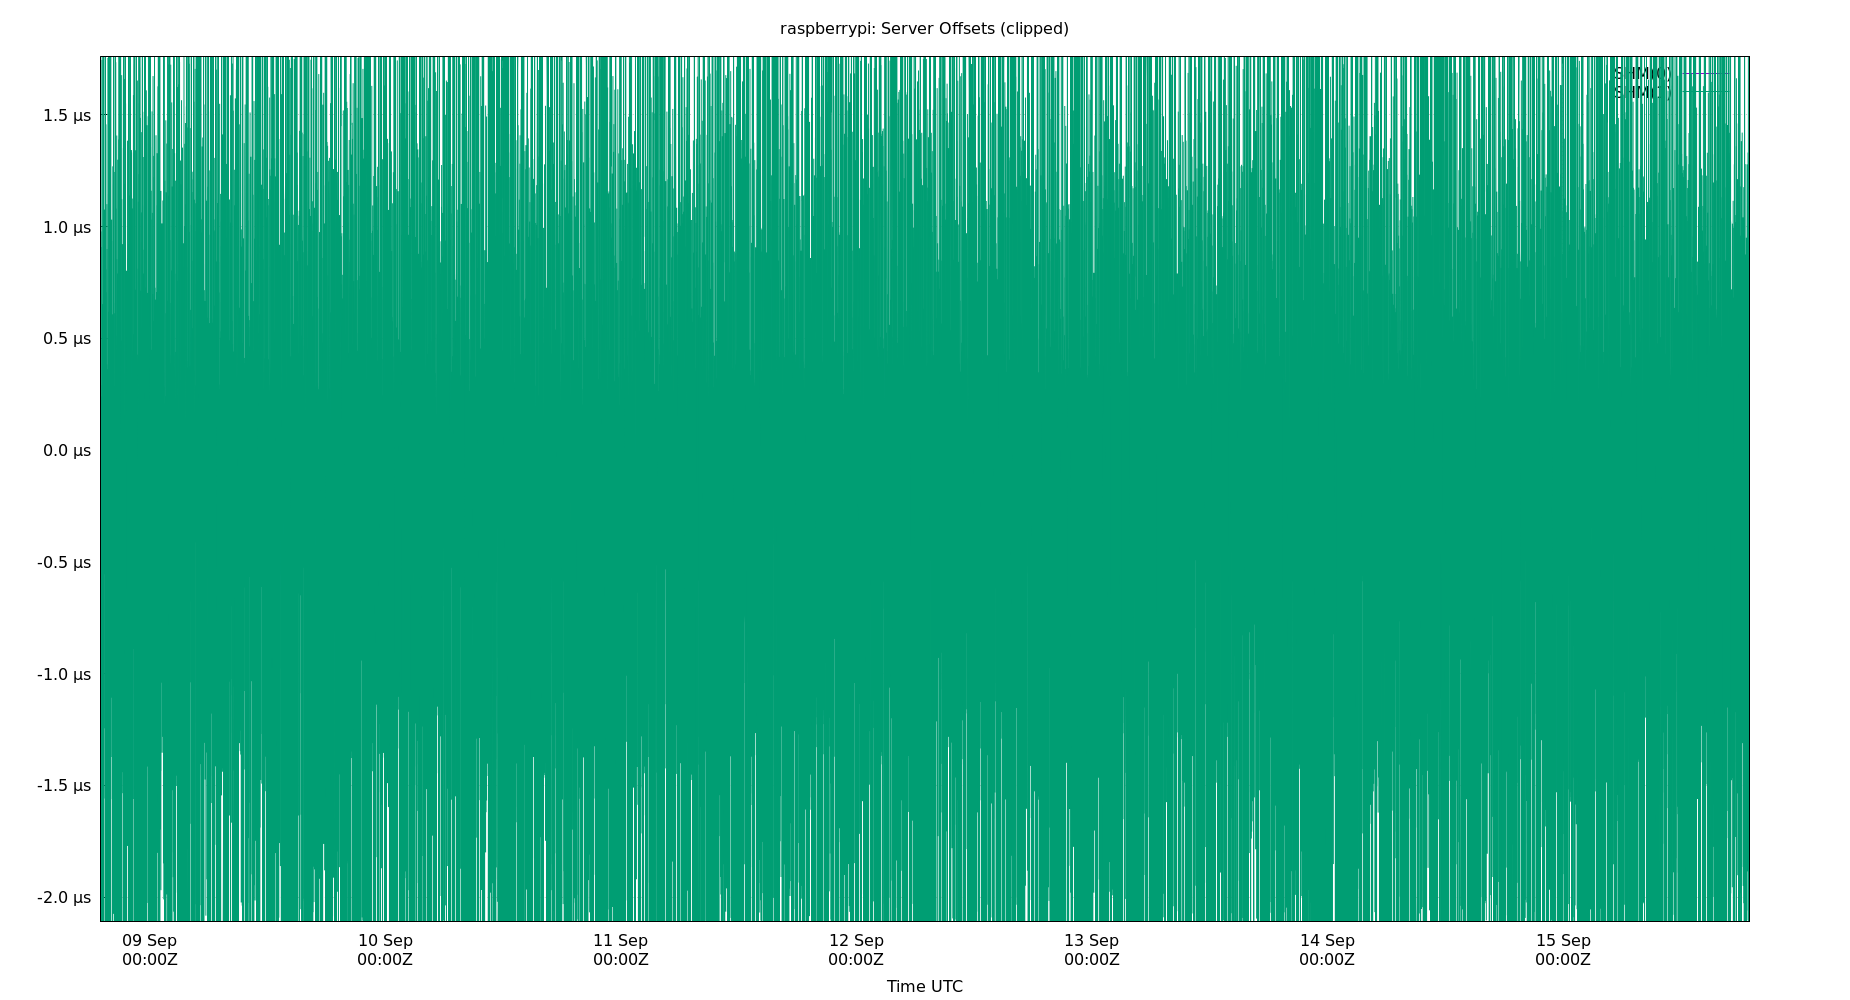 raspberrypi: Server Offsets (clipped)
SHM(0)
1.5 µs
1.0 µs
0.5 µs
0.0 µs
-0.5 µs
-1.0 µs
-1.5 µs
-2.0 µs
09 Sep 10 Sep 11 Sep 12 Sep 13 Sep 14 Sep 15 Sep
00:00Z 00:00Z 00:00Z 00:00Z 00:00Z 00:00Z 00:00Z
Time UTC